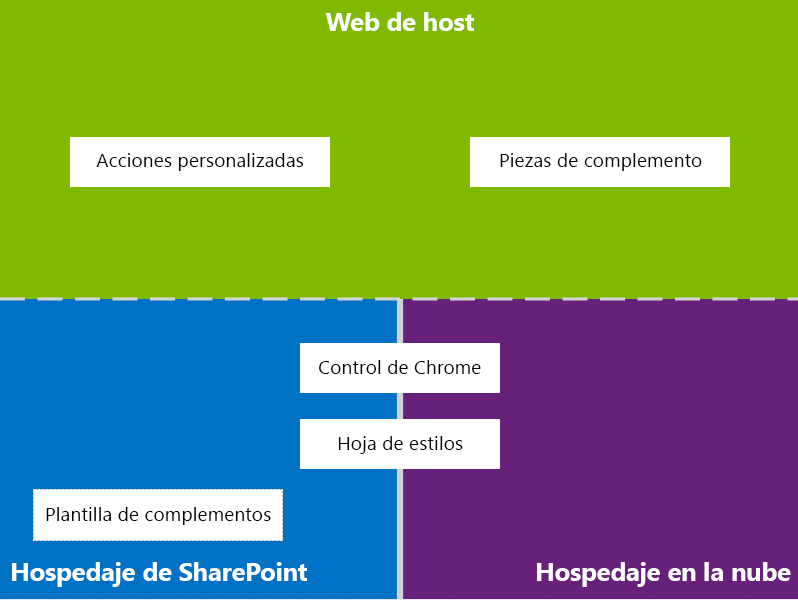 Web de host
Acciones personalizadas
Piezas de complemento
Control de Chrome
Hoja de estilos
Plantilla de complementos
Hospedaje de SharePoint
Hospedaje en la nube